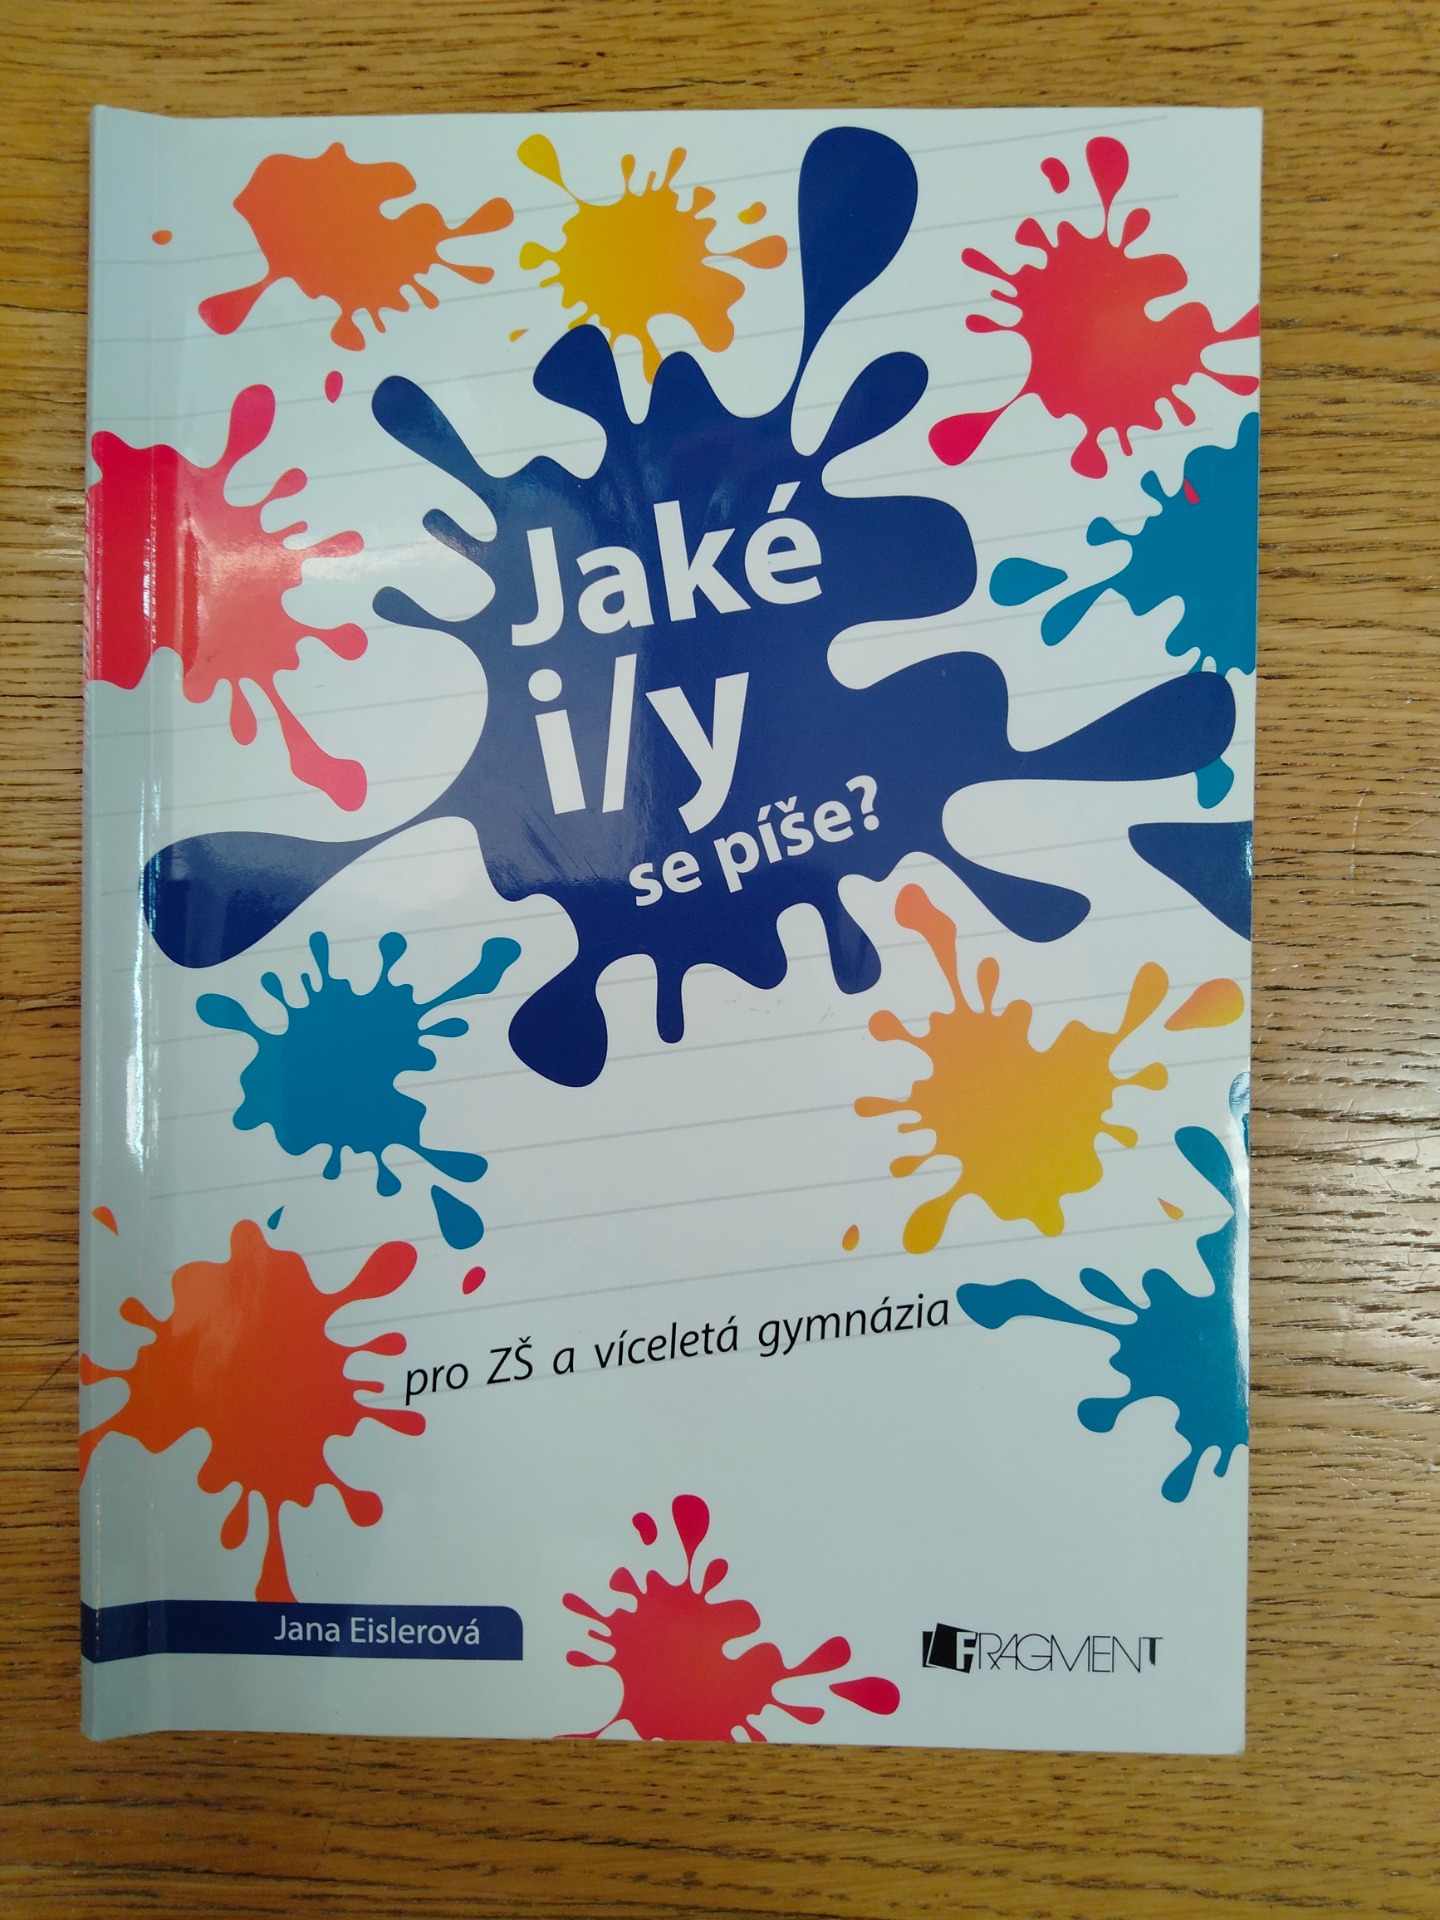 Jaké
i/y
se píše?
pro ZŠ a víceletá gymnázia
Jana Eislerová
FRAGMENT